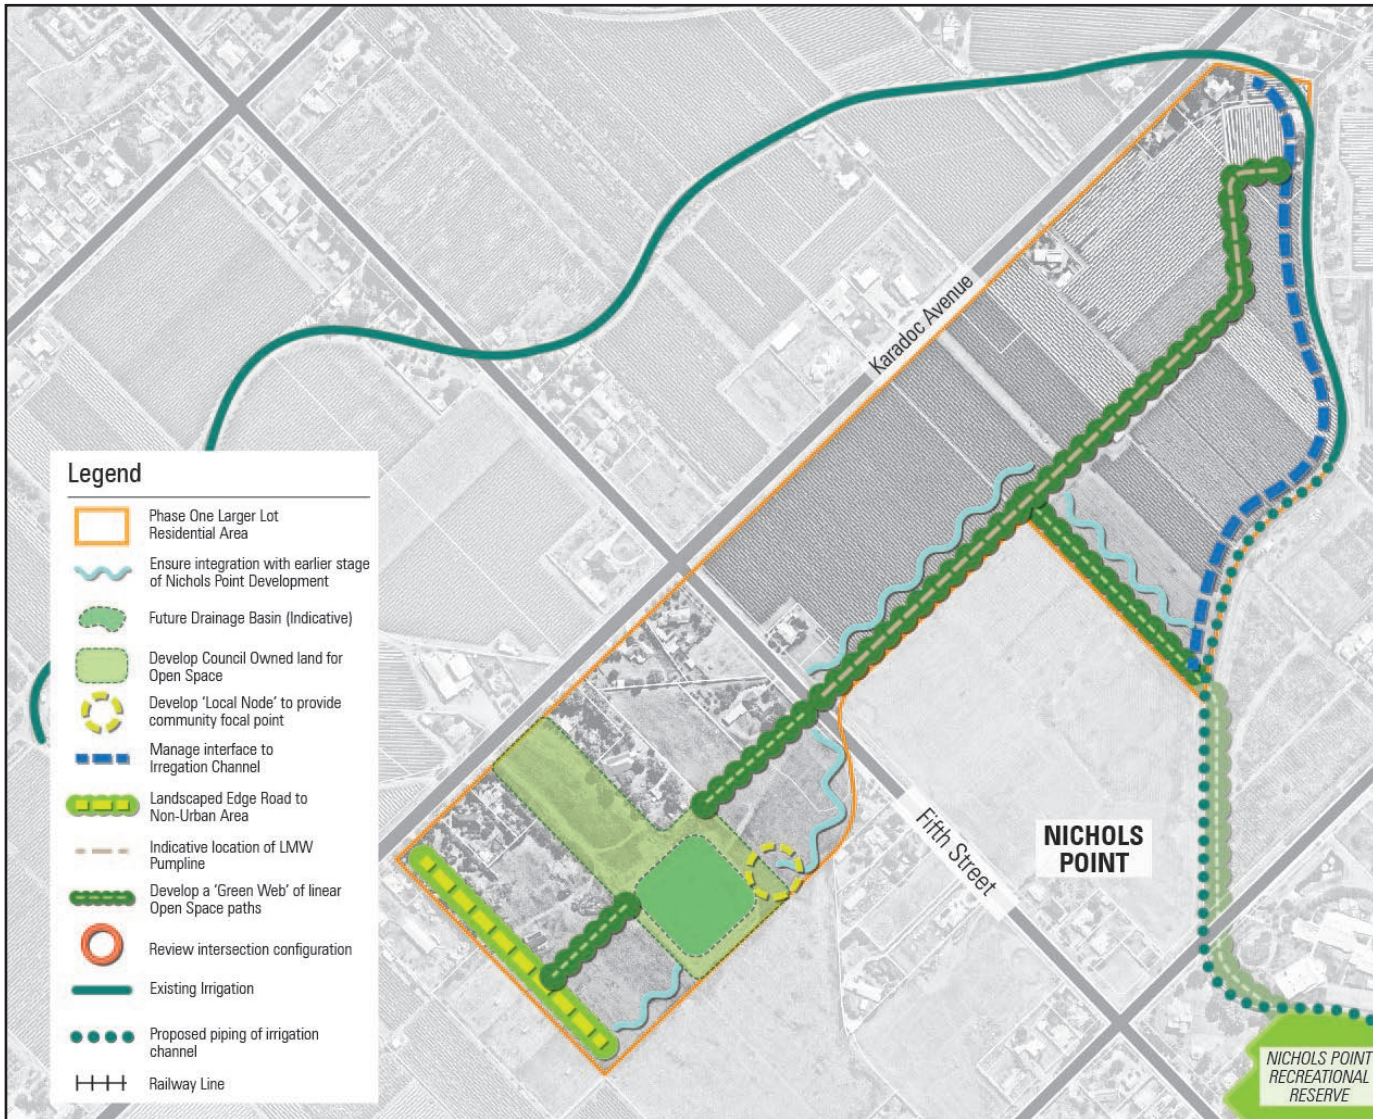 Karadoc Avenue
Legend
Phase One Larger Lot
Residential Area
Ensure integration with earlier stage
of Nichols Point Development
Future Drainage Basin (Indicative)
Develop Council Owned land for
Open Space
Develop ‘Local Node’ to provide
community focal point
Manage interface to
Irregation Channel
Landscaped Edge Road to
Non-Urban Area
Indicative location of LMW
Pumpline
Develop a ‘Green Web’ of linear
Open Space paths
Review intersection configuration
Existing Irrigation
Proposed piping of irrigation
channel
Railway Line
Fifth Street
NICHOLS
POINT
NICHOLS POINT
RECREATIONAL
RESERVE